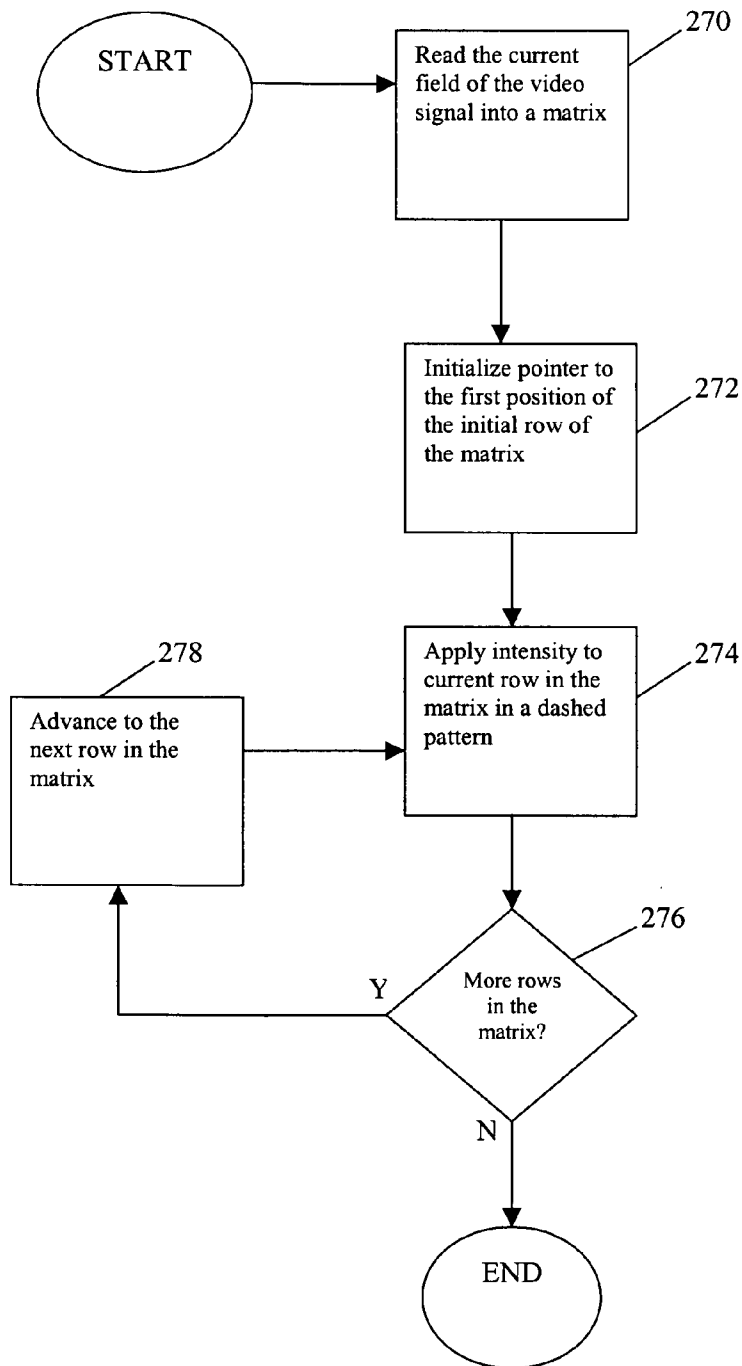 START
270
Read the current
field of the video
signal into a matrix
Initialize pointer to
the first position of
the initial row of
the matrix
272
278
Advance to the
next row in the
matrix
Apply intensity to
current row in the
matrix in a dashed
pattern
274
276
More rows
in the
matrix?
Y
N
END